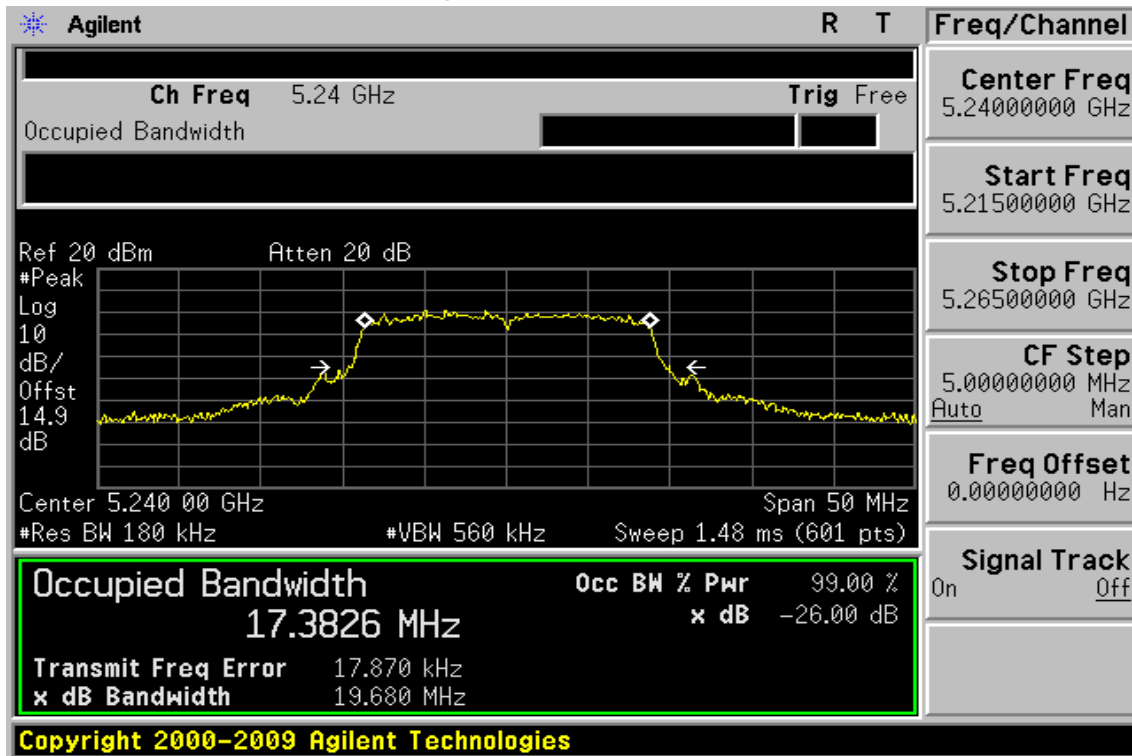 Agilent R T
Ch Freq 5.24 GHz Trig Free
Occupied Bandwidth
Ref 20 dBm Atten 20 dB
#Peak
Log
10
dB/
Offst
14.9
dB
Center 5.240 00 GHz Span 50 MHz
#Res BW 180 kHz #VBW 560 kHz Sweep 1.48 ms (601 pts)
Occupied Bandwidth Occ BW % Pwr 99.00 %
17.3826 MHz x dB -26.00 dB
Transmit Freq Error 17.870 kHz
x dB Bandwidth 19.680 MHz
Copyright 2000-2009 Agilent Technologies
Freq/Channel
Center Freq
5.24000000 GHz
Start Freq
5.21500000 GHz
Stop Freq
5.26500000 GHz
CF Step
5.00000000 MHz
Auto Man
Freq Offset
0.00000000 Hz
Signal Track
On Off